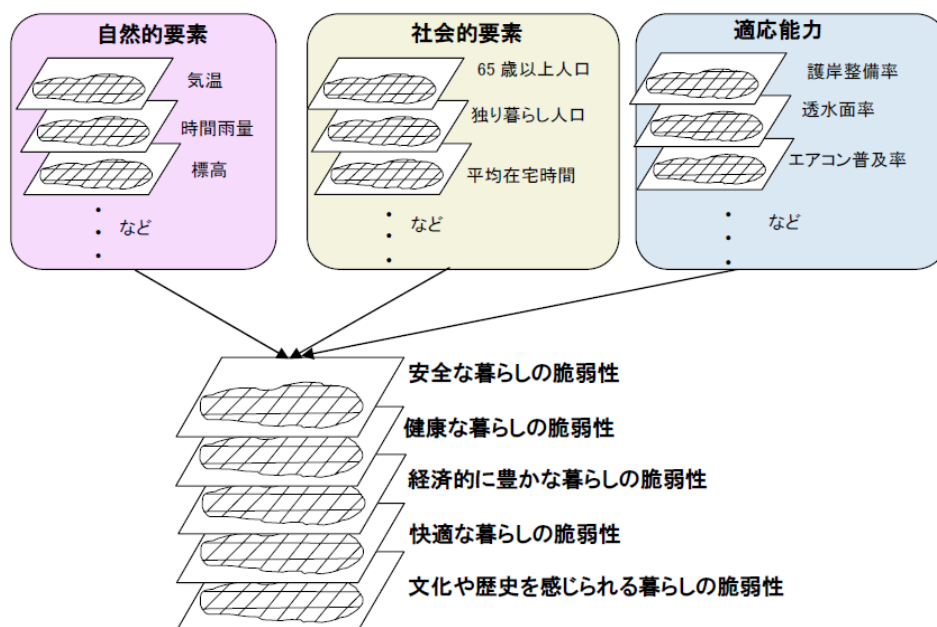 自然的要素
気温
時間雨量
標高
など
社会的要素
65歳以上人口
独り暮らし人口
平均在宅時間
など
適応能力
護岸整備率
透水面率
エアコン普及率
など
安全な暮らしの脆弱性
健康な暮らしの脆弱性
経済的に豊かな暮らしの脆弱性
快適な暮らしの脆弱性
文化や歴史を感じられる暮らしの脆弱性